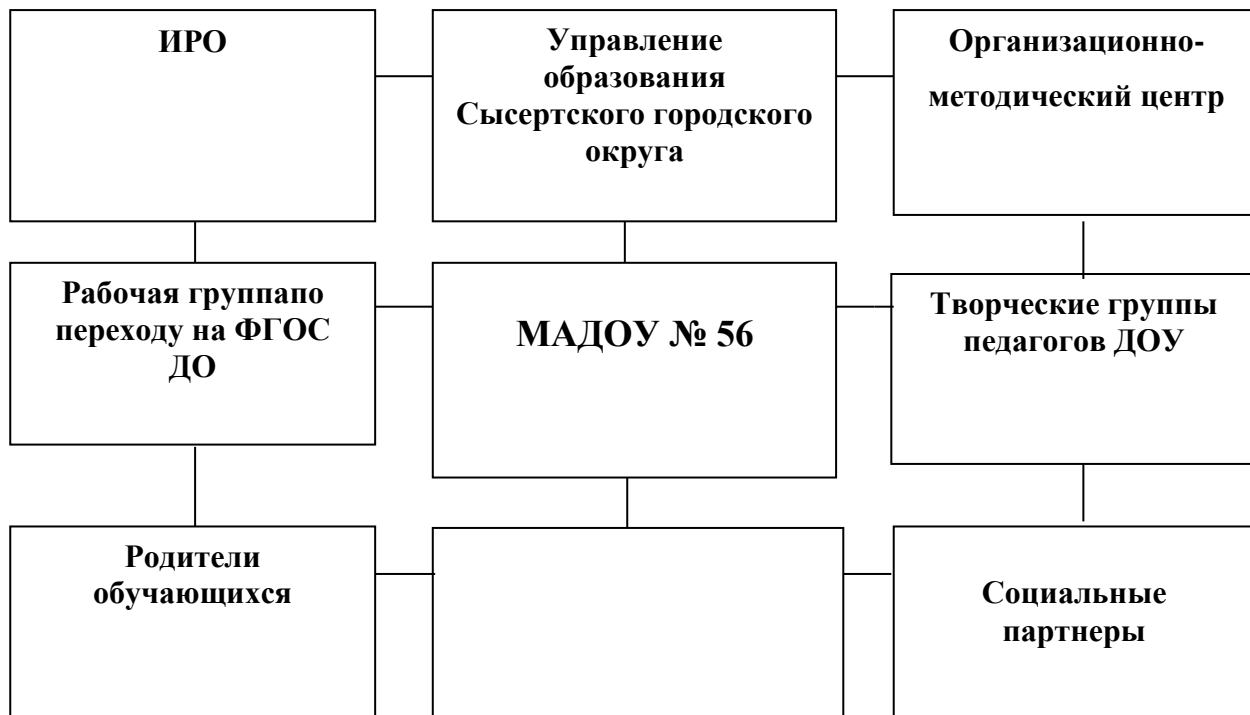 ИРО
Управление
образования
Сысертского городского
округа
Организационно-
методический центр
Рабочая группапо
переходу на ФГОС
ДО
МАДОУ № 56
Творческие группы
педагогов ДОУ
Родители
обучающихся
Социальные
партнеры